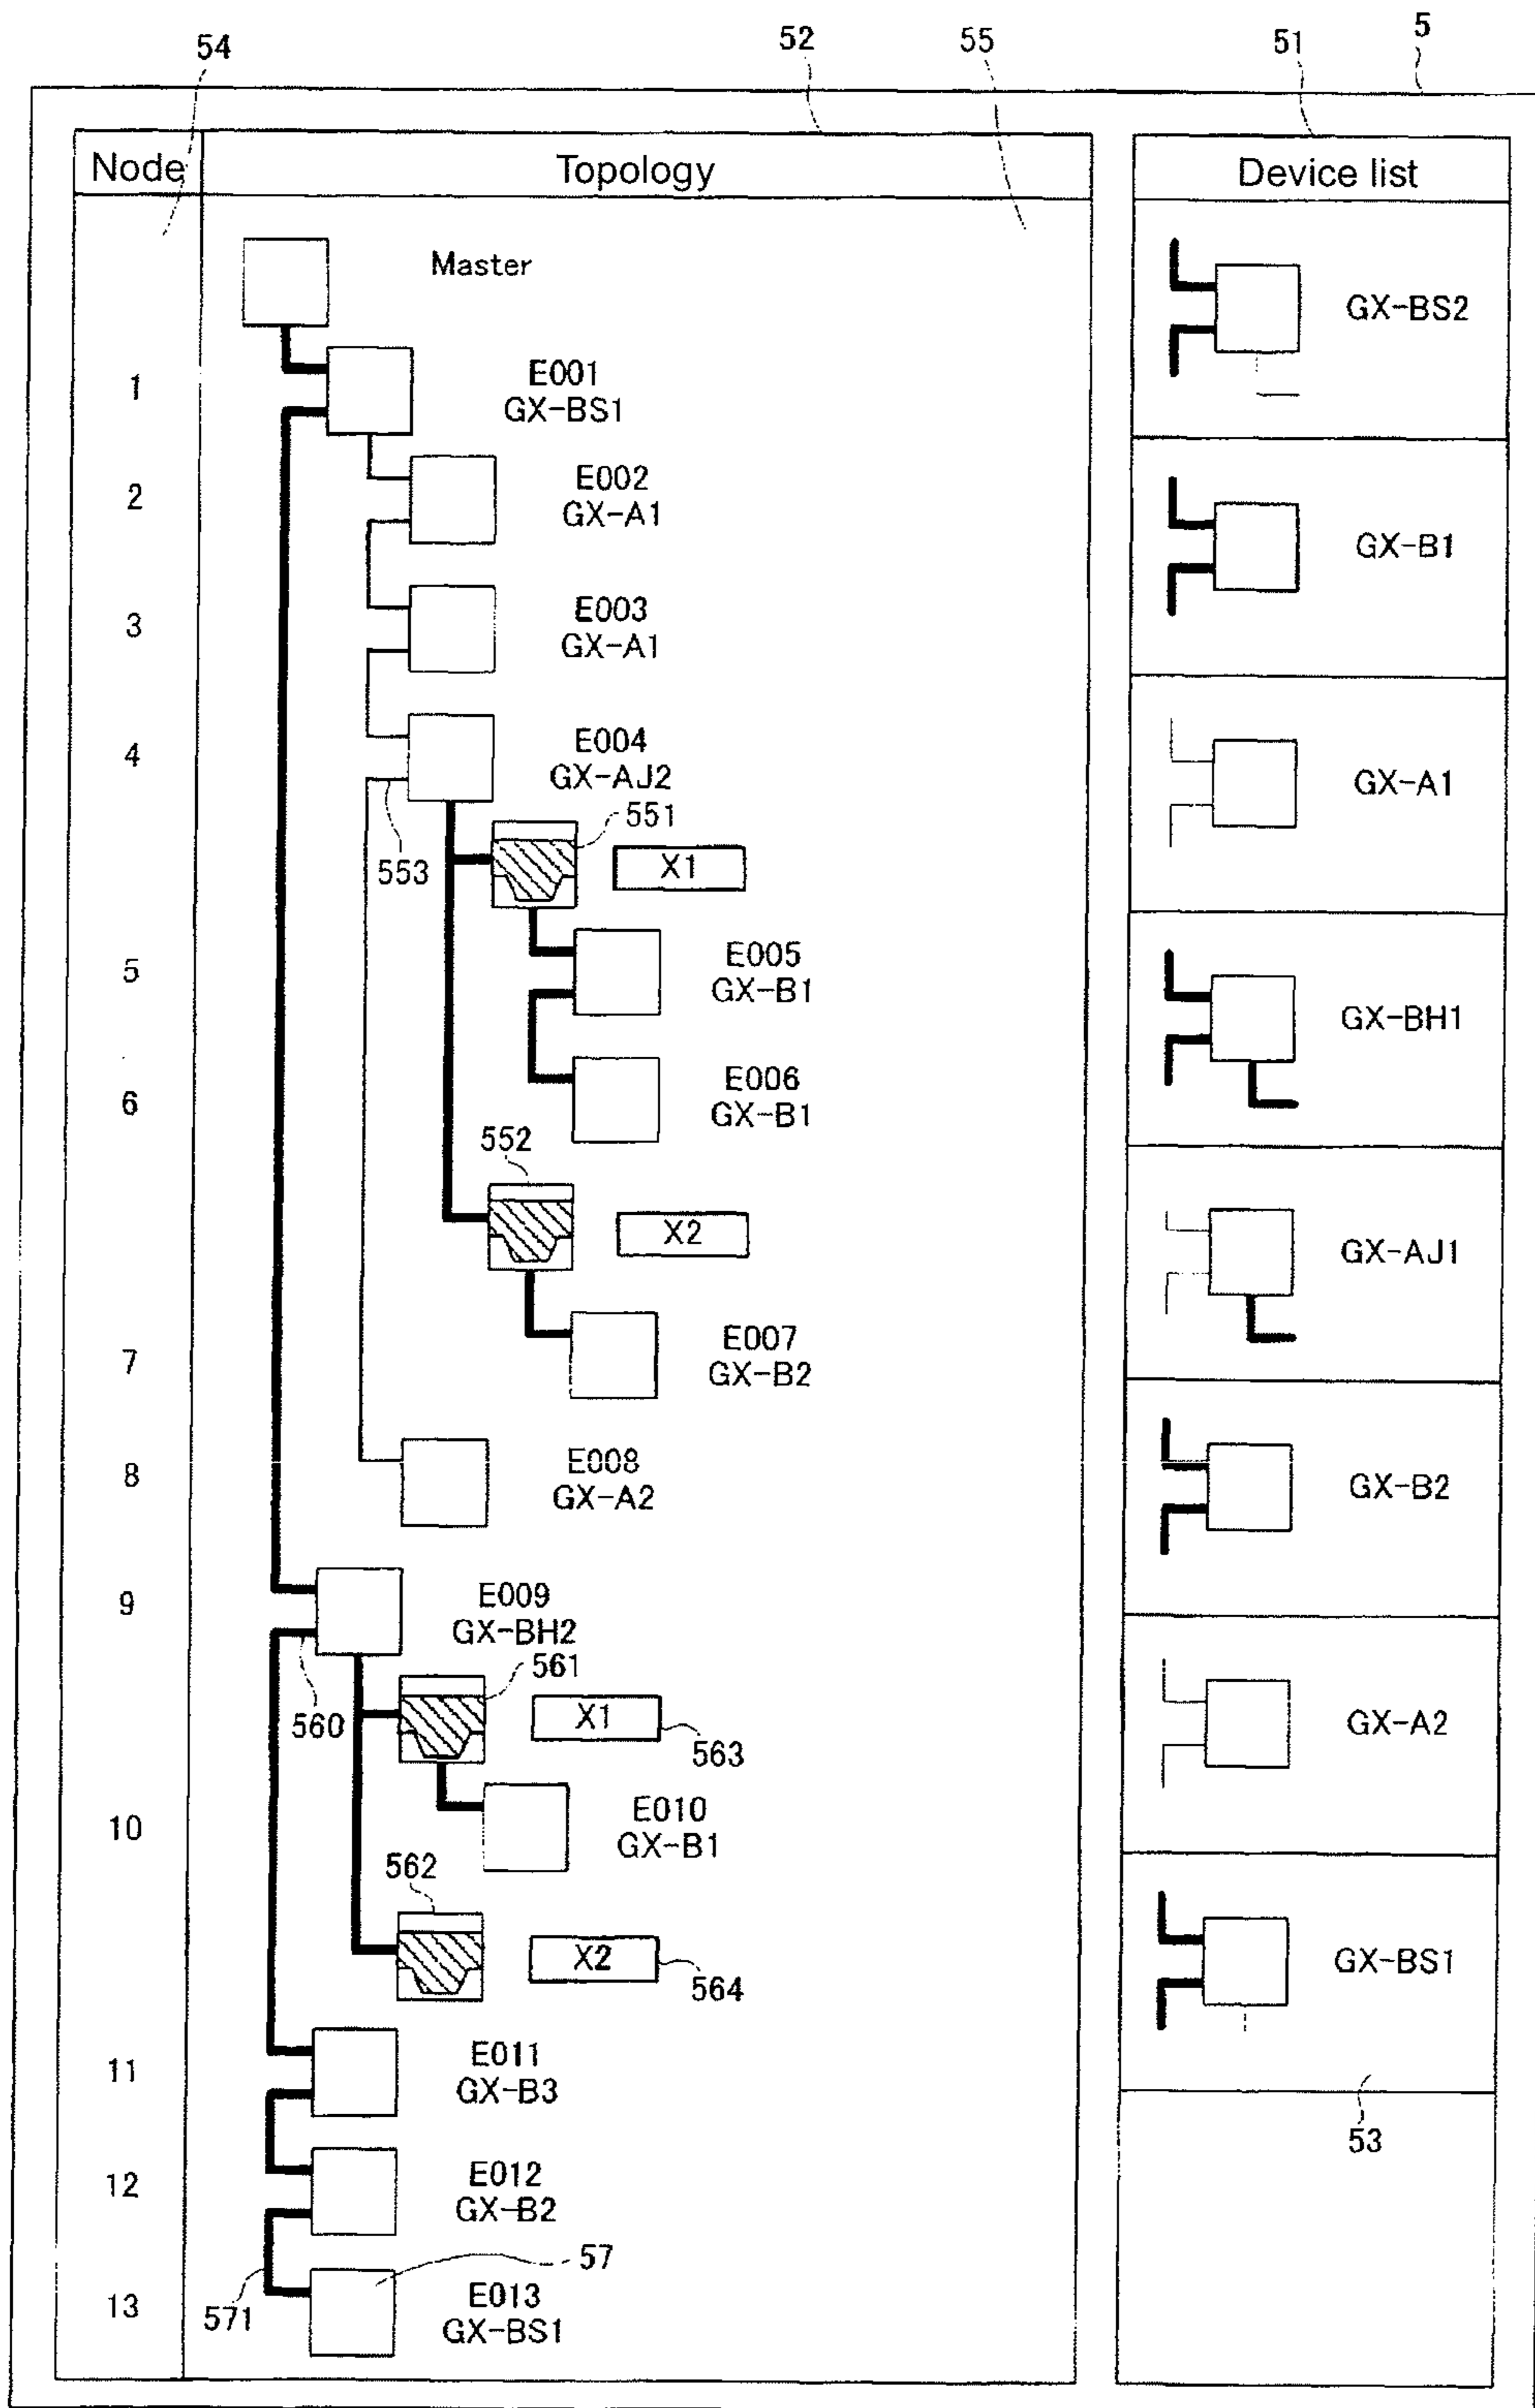 54
52
55
51
5
Node
Topology
Device list
Master
GX-BS2
1
E001
GX-BS1
2
E002
GX-A1
GX-B1
3
E003
GX-A1
4
E004
GX-AJ2
GX-A1
551
553
X1
5
E005
GX-B1
GX-BH1
6
E006
GX-B1
552
X2
GX-AJ1
7
E007
GX-B2
8
E008
GX-A2
GX-B2
9
E009
GX-BH2
561
560
X1
563
GX-A2
10
E010
GX-B1
562
X2
564
GX-BS1
11
E011
GX-B3
53
12
E012
GX-B2
57
571
13
E013
GX-BS1